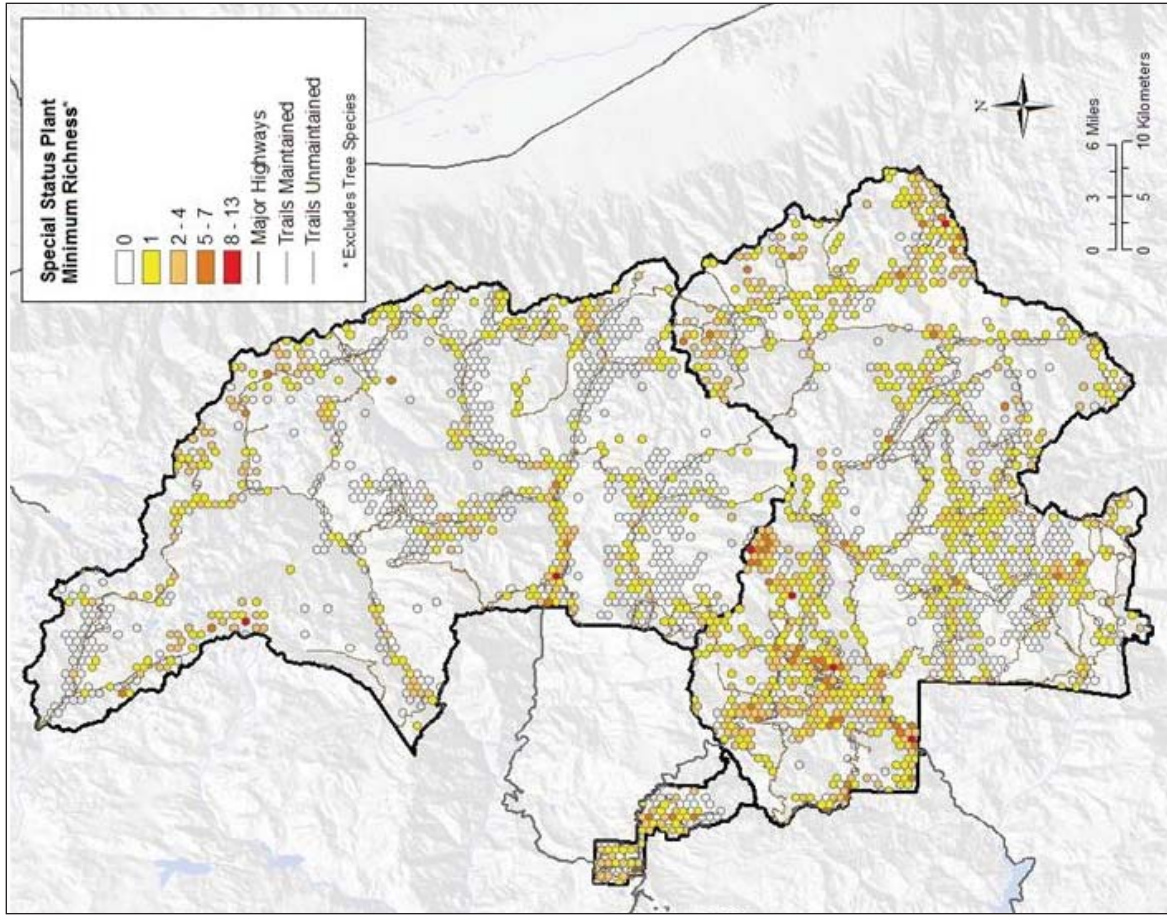 Special Status Plant
Minimum Richness*
0
1
2 - 4
5 - 7
8 - 13
Major Highways
Trails Maintained
Trails Unmaintained
* Excludes Tree Species
N
0 3 6 Miles
0 5 10 Kilometers